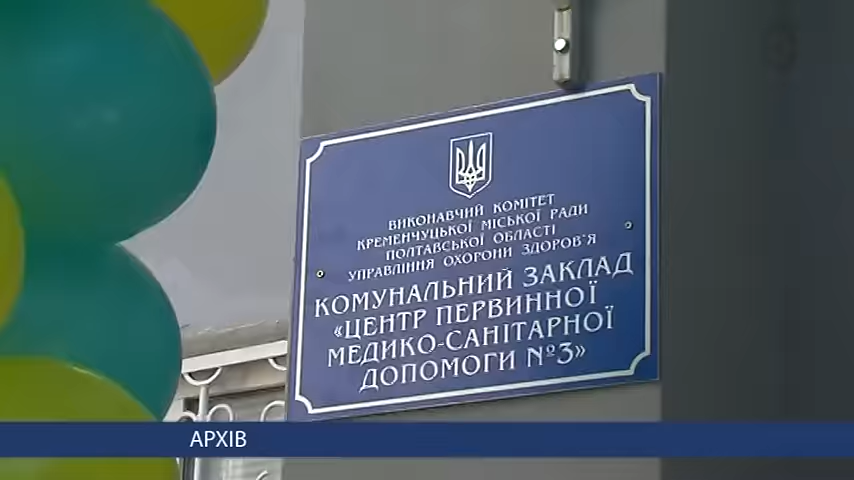 ВИКОНАВЧИЙ КОМІТЕТ
КРЕМЕНЧУЦЬКОЇ МІСЬКОЇ РАДИ
ПОЛТАВСЬКОЇ ОБЛАСТІ
УПРАВЛІННЯ ОХОРОНИ ЗДОРОВ'Я
КОМУНАЛЬНИЙ ЗАКЛАД
«ЦЕНТР ПЕРВИННОЇ
МЕДИКО-САНІТАРНОЇ
ДОПОМОГИ №3»
АРХІВ